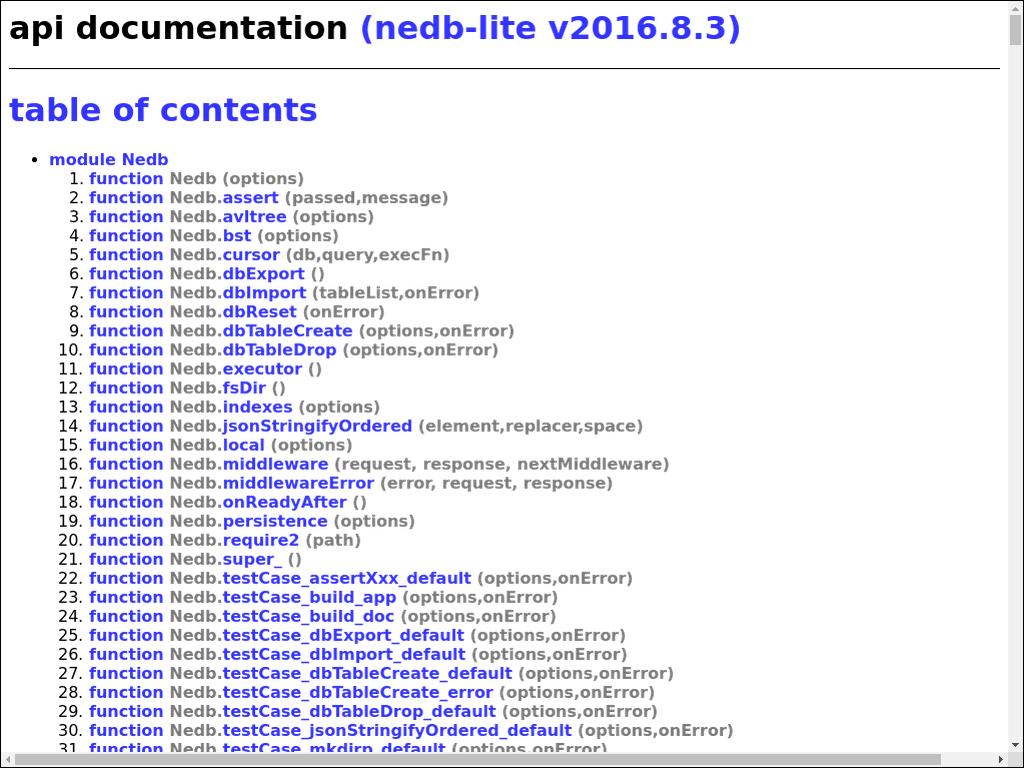 api documentation (nedb-lite v2016.8.3)
table of contents
• module Nedb
1. function Nedb (options)
2. function Nedb.assert (passed,message)
3. function Nedb.avltree (options)
4. function Nedb.bst (options)
5. function Nedb.cursor (db,query,execFn)
6. function Nedb.dbExport ()
7. function Nedb.dbImport (tableList,onError)
8. function Nedb.dbReset (onError)
9. function Nedb.dbTableCreate (options,onError)
10. function Nedb.dbTableDrop (options,onError)
11. function Nedb.executor ()
12. function Nedb.fsDir ()
13. function Nedb.indexes (options)
14. function Nedb.jsonStringifyOrdered (element,replacer,space)
15. function Nedb.local (options)
16. function Nedb.middleware (request, response, nextMiddleware)
17. function Nedb.middlewareError (error, request, response)
18. function Nedb.onReadyAfter ()
19. function Nedb.persistence (options)
20. function Nedb.require2 (path)
21. function Nedb.super_ ()
22. function Nedb.testCase_assertXxx_default (options,onError)
23. function Nedb.testCase_build_app (options,onError)
24. function Nedb.testCase_build_doc (options,onError)
25. function Nedb.testCase_dbExport_default (options,onError)
26. function Nedb.testCase_dbImport_default (options,onError)
27. function Nedb.testCase_dbTableCreate_default (options,onError)
28. function Nedb.testCase_dbTableCreate_error (options,onError)
29. function Nedb.testCase_dbTableDrop_default (options,onError)
30. function Nedb.testCase_jsonStringifyOrdered_default (options,onError)
31. function Nedb.testCase_mkdirp_default (options,onError)